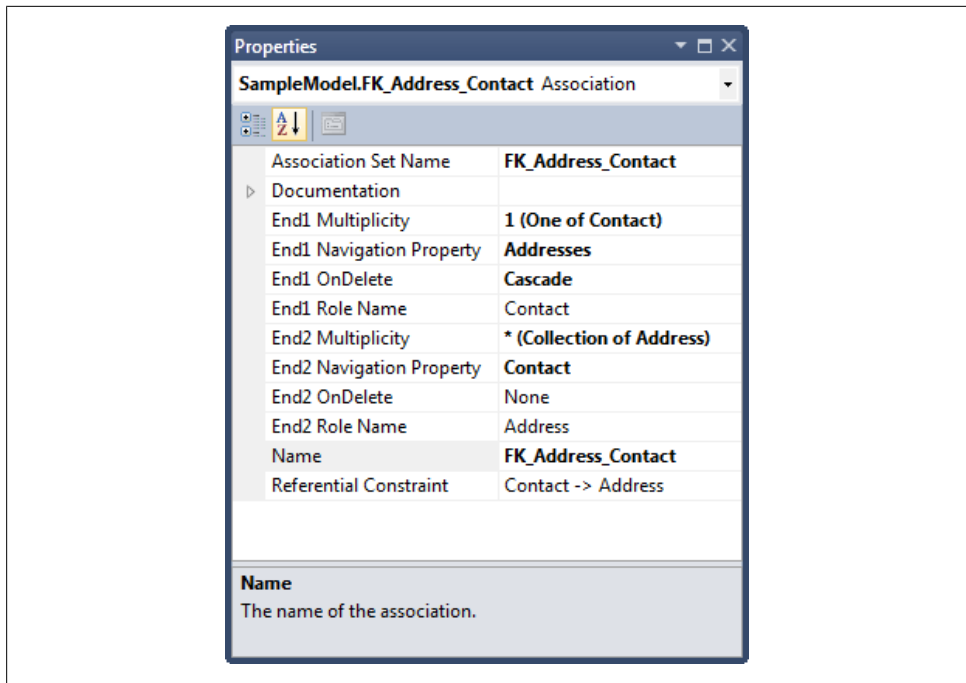 Properties
SampleModel.FK_Address_Contact Association
A Z
Association Set Name FK_Address_Contact
Documentation
End1 Multiplicity 1 (One of Contact)
End1 Navigation Property Addresses
End1 OnDelete Cascade
End1 Role Name Contact
End2 Multiplicity * (Collection of Address)
End2 Navigation Property Contact
End2 OnDelete None
End2 Role Name Address
Name FK_Address_Contact
Referential Constraint Contact -> Address
Name
The name of the association.